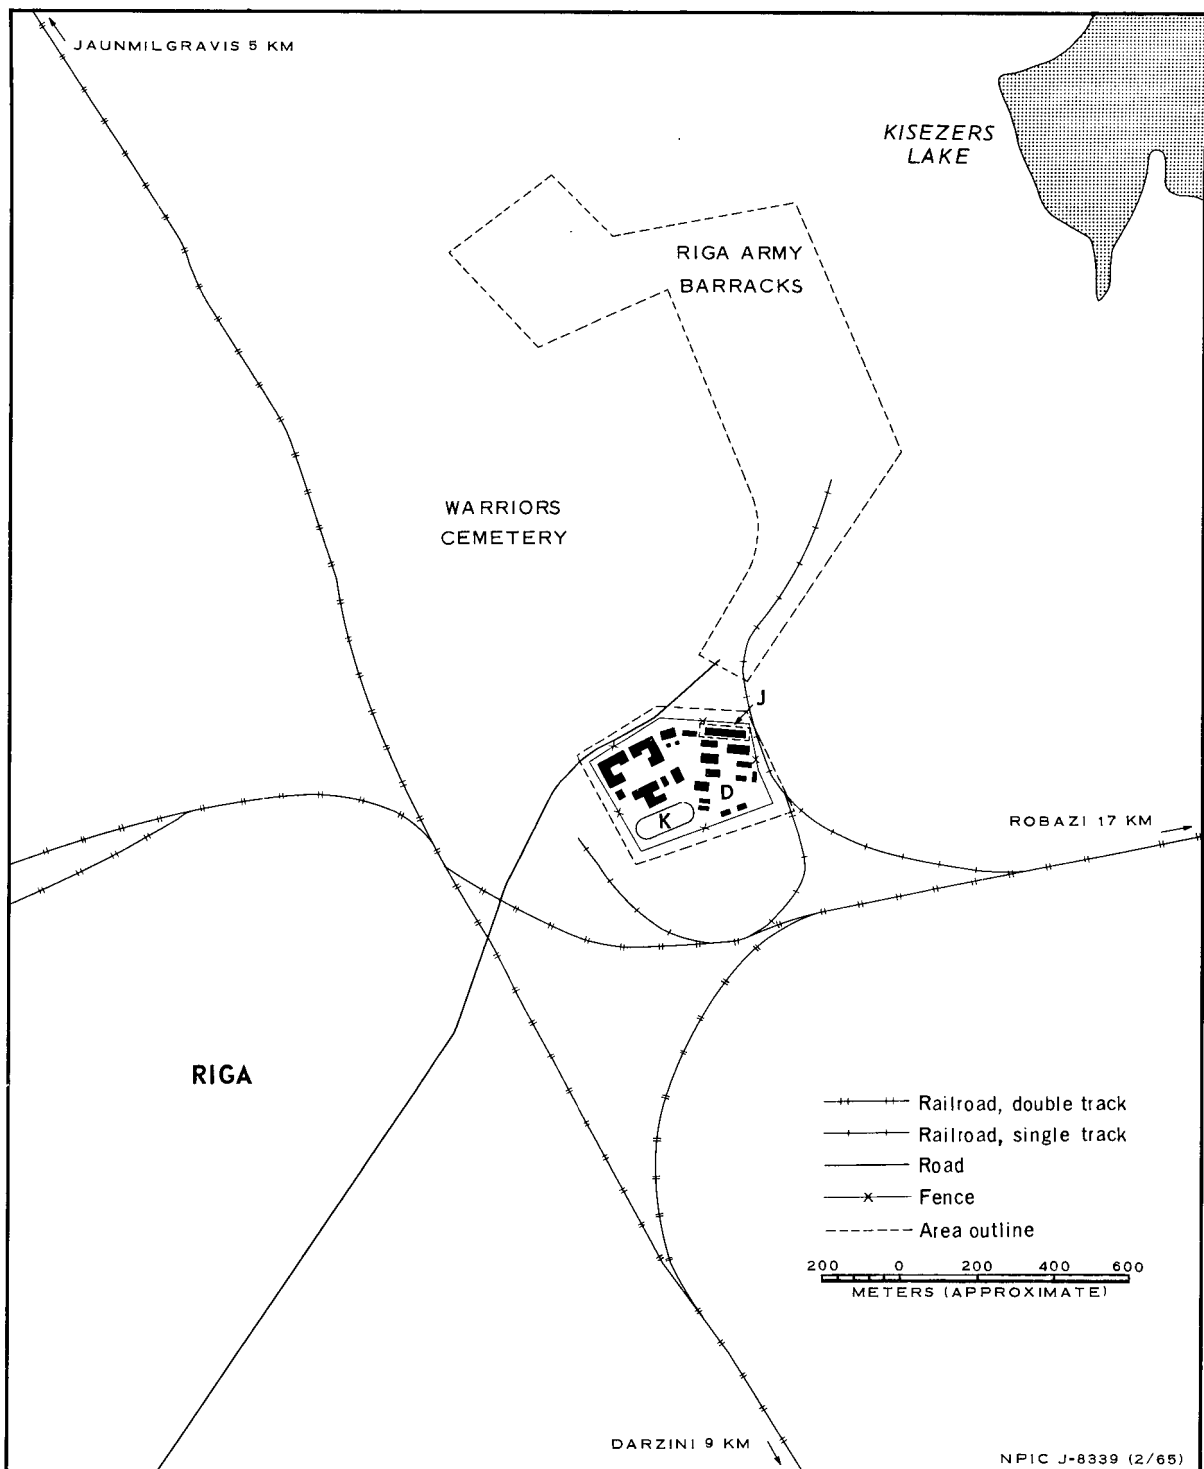 JAUNMILGRAVIS 5 KM
KISEZERS
LAKE
RIGA ARMY
BARRACKS
WARRIORS
CEMETERY
J
D
K
ROBAZI 17 KM
RIGA
Railroad, double track
Railroad, single track
Road
Fence
Area outline
200 0 200 400 600
METERS (APPROXIMATE)
DARZINI 9 KM
NPIC J-8339 (2/65)